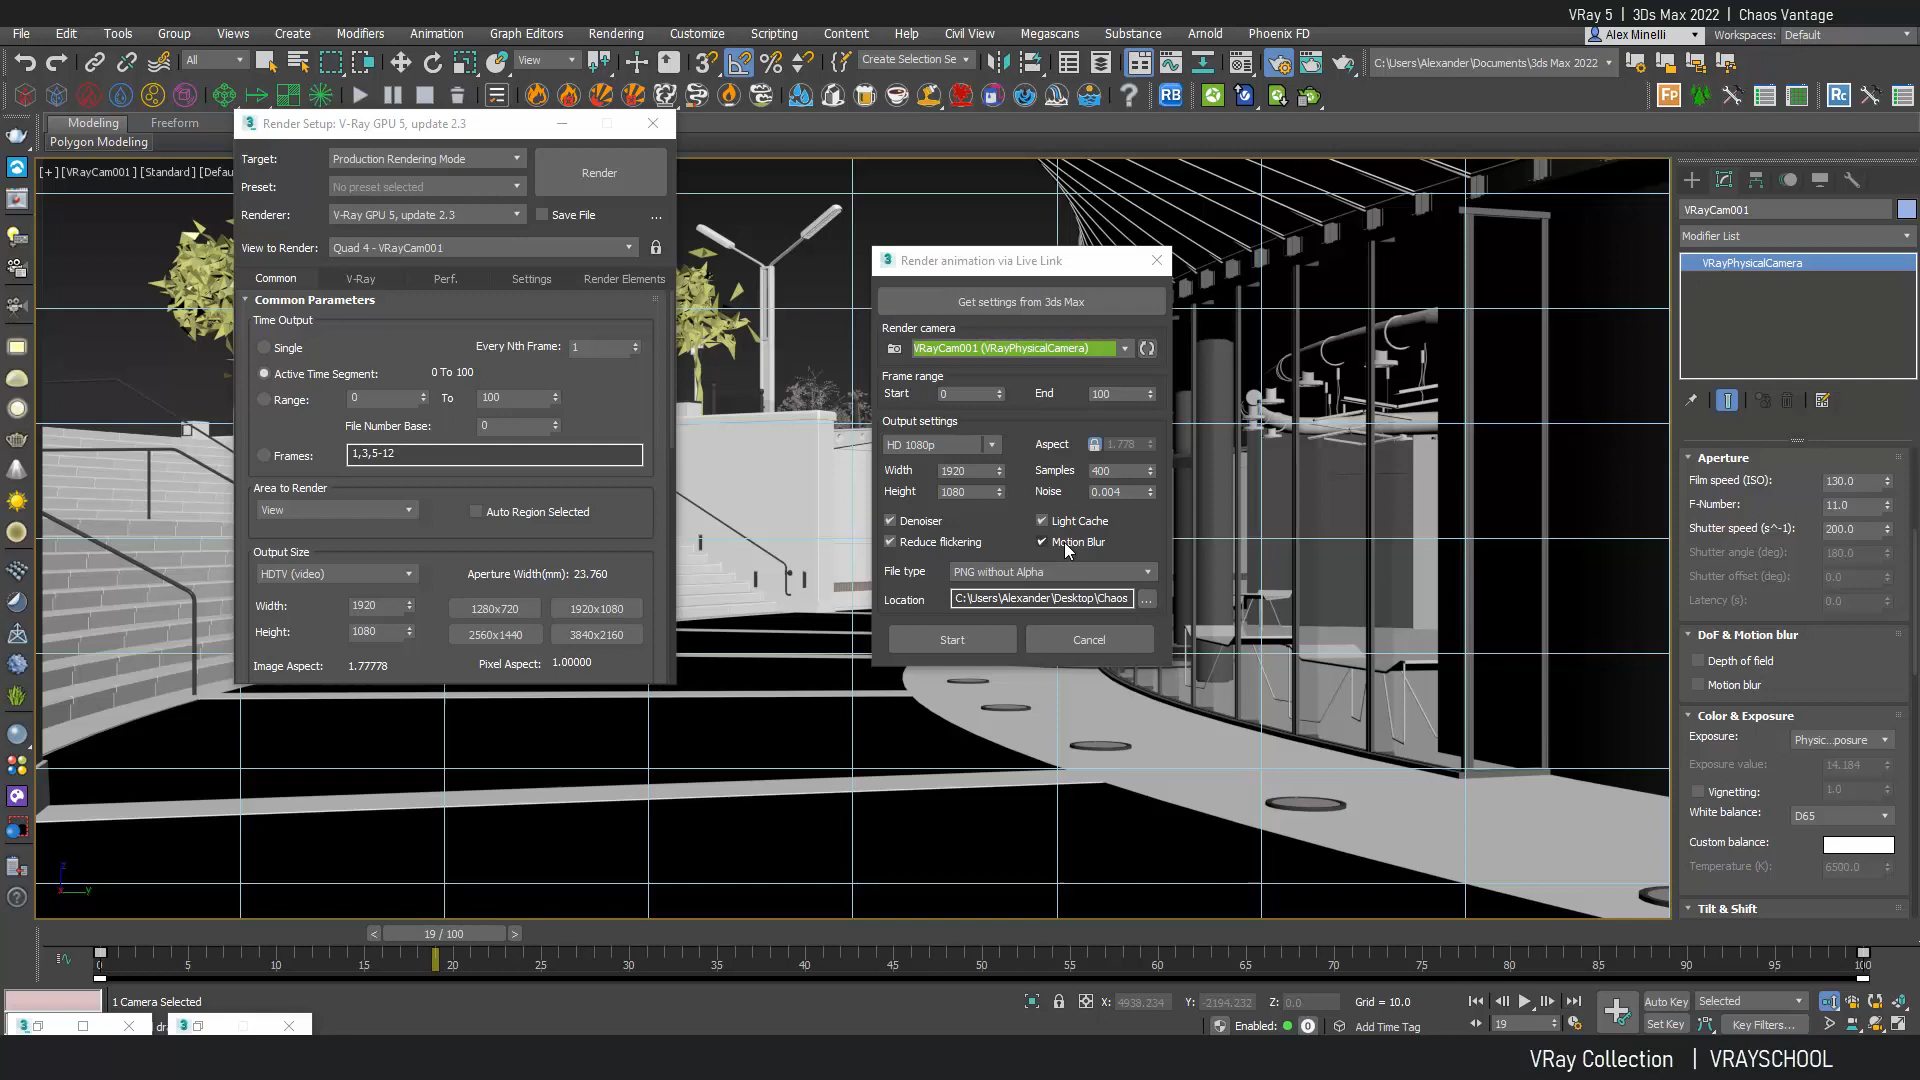 VRay 5 | 3Ds Max 2022 | Chaos Vantage
File Edit Tools Group Views Create Modifiers Animation Graph Editors Rendering Customize Scripting Content Help Civil View Megascans Substance Arnold Phoenix FD
Alex Minelli Workspaces: Default
All View Create Selection Se C:\Users\Alexander\Documents\3ds Max 2022
Modeling Freeform
Polygon Modeling
[+] [VRayCam001] [Standard] [Defau
Render Setup: V-Ray GPU 5, update 2.3
Target: Production Rendering Mode
Render
Preset: No preset selected
Renderer: V-Ray GPU 5, update 2.3 Save File ...
View to Render: Quad 4 - VRayCam001
Common V-Ray Perf. Settings Render Elements
Common Parameters
Time Output
Single Every Nth Frame: 1
Active Time Segment: 0 To 100
Range: 0 To 100
File Number Base: 0
Frames: 1,3,5-12
Area to Render
View Auto Region Selected
Output Size
HDTV (video) Aperture Width(mm): 23.760
Width: 1920 1280x720 1920x1080
Height: 1080 2560x1440 3840x2160
Image Aspect: 1.77778 Pixel Aspect: 1.00000
Render animation via Live Link
Get settings from 3ds Max
Render camera
VRayCam001 (VRayPhysicalCamera)
Frame range
Start 0 End 100
Output settings
HD 1080p Aspect 1.778
Width 1920 Samples 400
Height 1080 Noise 0.004
Denoiser Light Cache
Reduce flickering Motion Blur
File type PNG without Alpha
Location C:\Users\Alexander\Desktop\Chaos ...
Start Cancel
VRayCam001
Modifier List
VRayPhysicalCamera
Aperture
Film speed (ISO): 130.0
F-Number: 11.0
Shutter speed (s^-1): 200.0
Shutter angle (deg): 180.0
Shutter offset (deg): 0.0
Latency (s): 0.0
DoF & Motion blur
Depth of field
Motion blur
Color & Exposure
Exposure: Physic...posure
Exposure value: 14.184
Vignetting: 1.0
White balance: D65
Custom balance:
Temperature (K): 6500.0
Tilt & Shift
z
x y
< 19 / 100 >
0 5 10 15 20 25 30 35 40 45 50 55 60 65 70 75 80 85 90 95 100
1 Camera Selected X: 4938.234 Y: -2194.232 Z: 0.0 Grid = 10.0 Auto Key Selected
Enabled: 0 Add Time Tag 19 Set Key Key Filters...
VRay Collection | VRAYSCHOOL